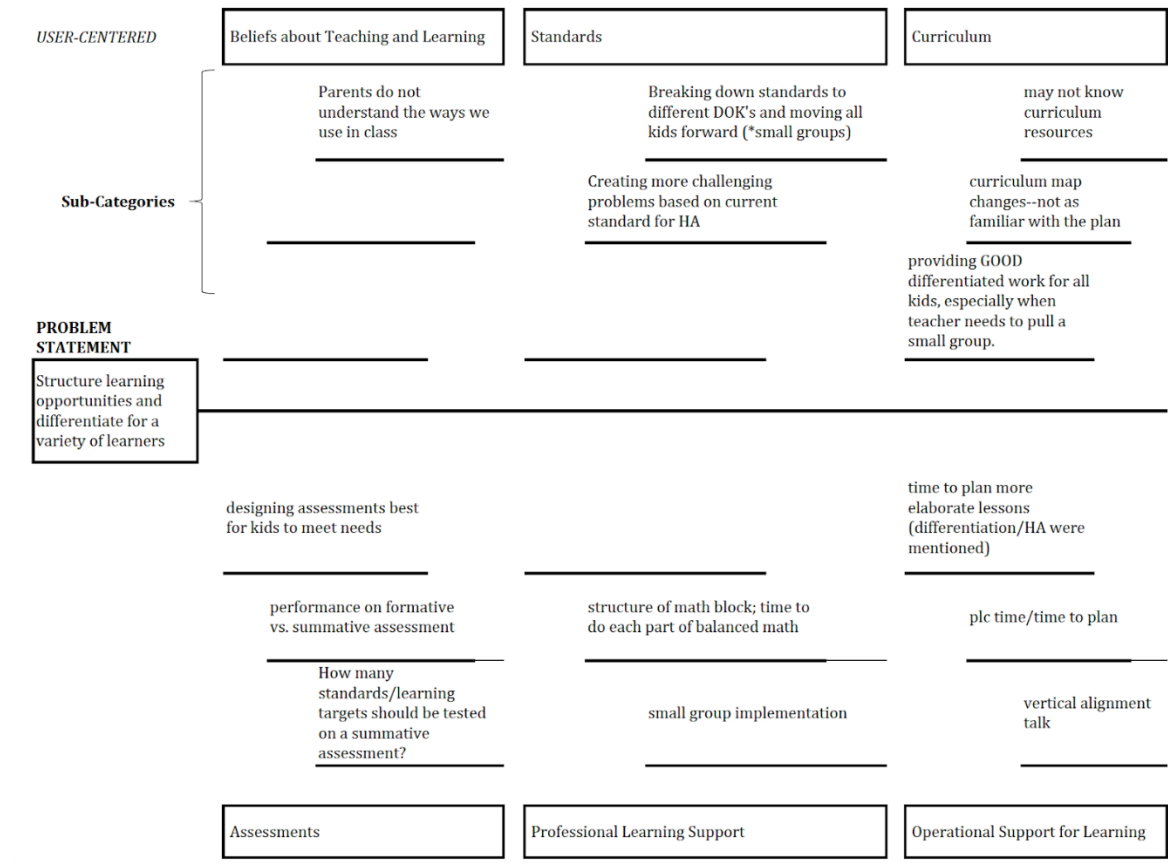 USER-CENTERED
Beliefs about Teaching and Learning
Standards
Curriculum
Parents do not
understand the ways we
use in class
Breaking down standards to
different DOK's and moving all
kids forward (*small groups)
may not know
curriculum
resources
Sub-Categories
Creating more challenging
problems based on current
standard for HA
curriculum map
changes--not as
familiar with the plan
providing GOOD
differentiated work for all
kids, especially when
teacher needs to pull a
small group.
PROBLEM
STATEMENT
Structure learning
opportunities and
differentiate for a
variety of learners
designing assessments best
for kids to meet needs
time to plan more
elaborate lessons
(differentiation/HA were
mentioned)
performance on formative
vs. summative assessment
structure of math block; time to
do each part of balanced math
plc time/time to plan
How many
standards/learning
targets should be tested
on a summative
assessment?
small group implementation
vertical alignment
talk
Assessments
Professional Learning Support
Operational Support for Learning